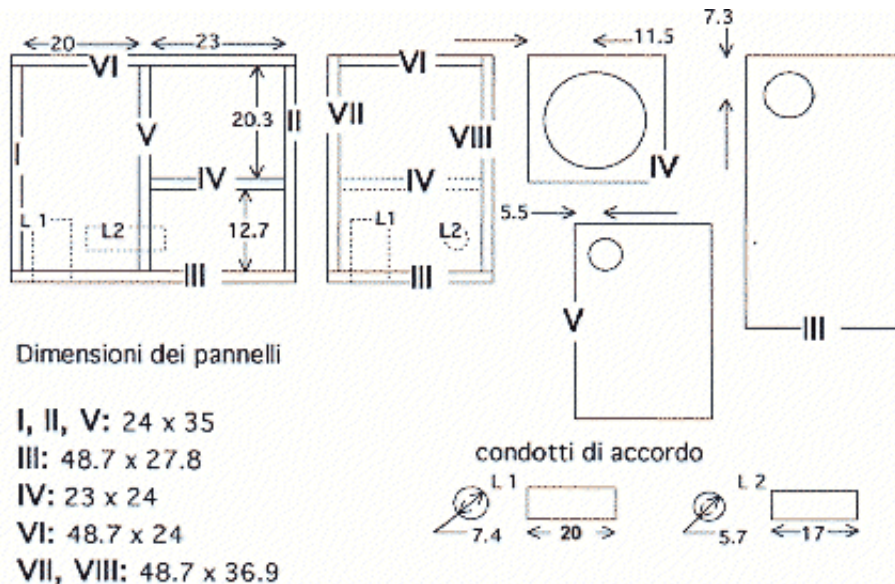 20
23
VI
V
II
I
20.3
IV
L 1
L2
12.7
III
VI
VII
VIII
IV
L1
L2
III
11.5
IV
7.3
III
5.5
V
Dimensioni dei pannelli
I, II, V: 24 x 35
III: 48.7 x 27.8
IV: 23 x 24
VI: 48.7 x 24
VII, VIII: 48.7 x 36.9
condotti di accordo
L 1
7.4
20
L 2
5.7
17